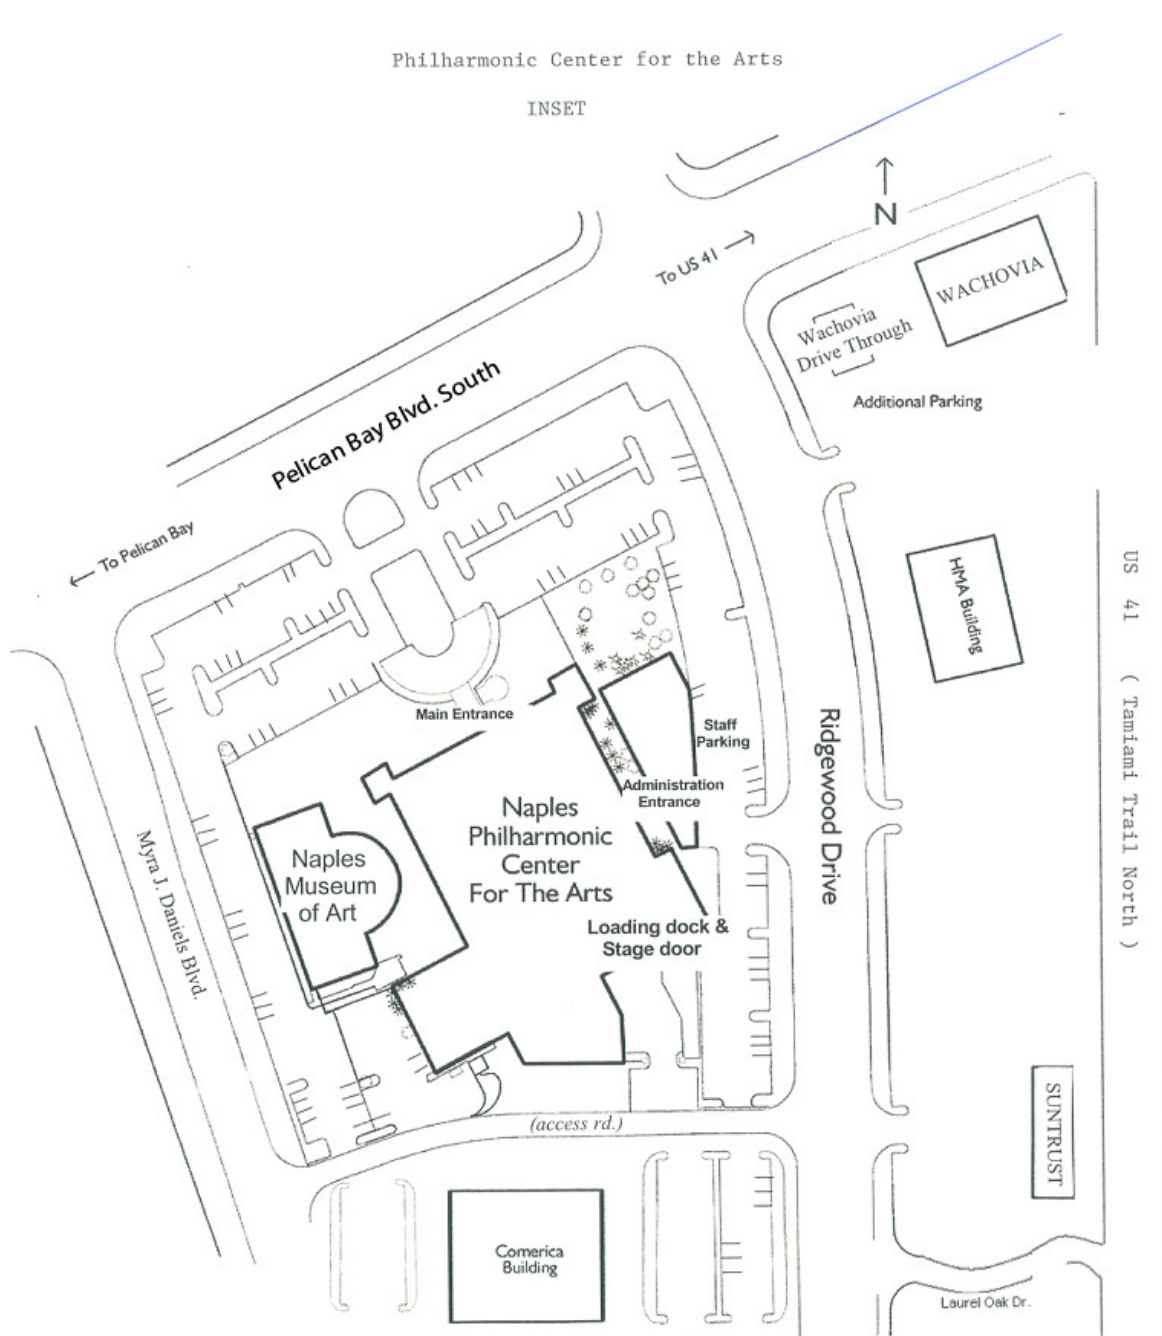 Philharmonic Center for the Arts
INSET
N
To US 41
WACHOVIA
Wachovia
Drive Through
Additional Parking
Pelican Bay Blvd. South
To Pelican Bay
HMA Building
US 41 ( Tamiami Trail North )
Main Entrance
Staff
Parking
Administration
Entrance
Ridgewood Drive
Naples
Philharmonic
Center
For The Arts
Naples
Museum
of Art
Myra J. Daniels Blvd.
Loading dock &
Stage door
(access rd.)
SUNTRUST
Comerica
Building
Laurel Oak Dr.